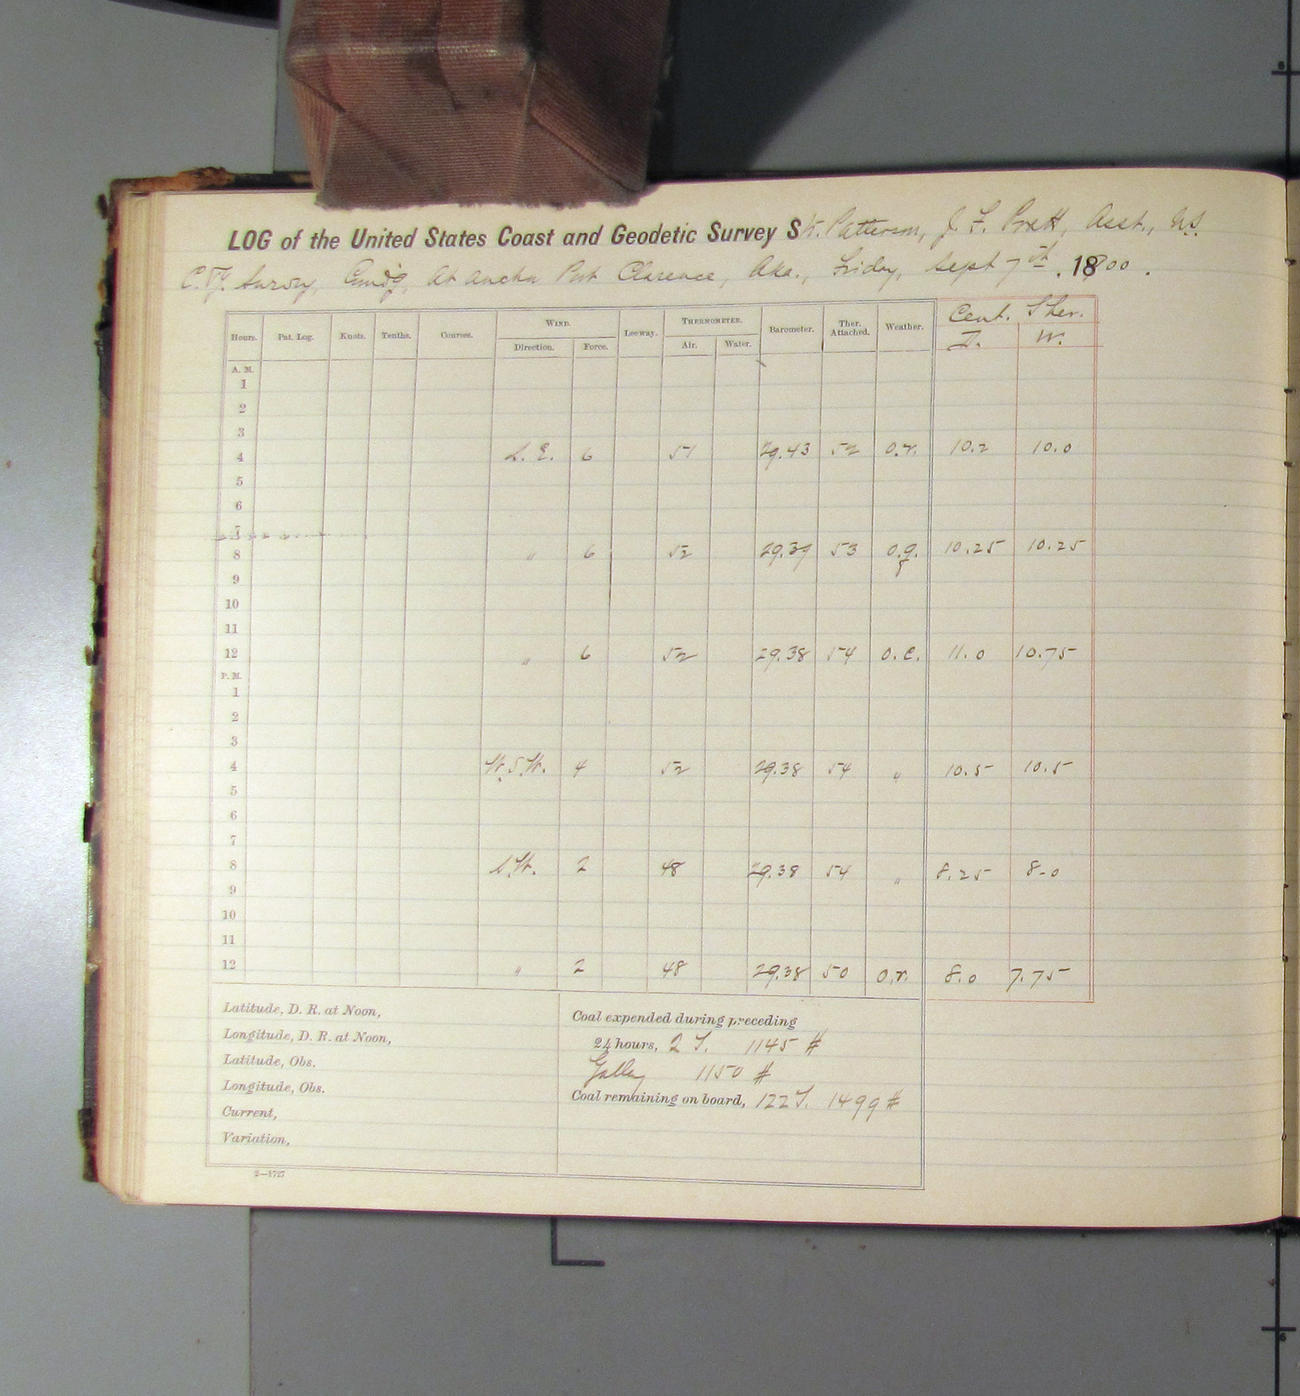 LOG of the United States Coast and Geodetic Survey Str. Patterson, J. F. Pratt, Asst., U.S.
C. & G. Survey, Comdg, At anchor Port Clarence, Aka., Friday, Sept 7th, 1900.
Cent. Ther.
Hours. Pat. Log. Knots. Tenths. Courses. WIND. Leeway. THERMOMETER. Barometer. Ther. Attached. Weather. D. W.
Direction. Force. Air. Water.
A. M.
1
2
3
4 S. E. 6 51 29.43 52 O.r. 10.2 10.0
5
6
7
8 " 6 52 29.39 53 O.g. 10.25 10.25
9
10
11
12 " 6 52 29.38 54 O.c. 11.0 10.75
P. M.
1
2
3
4 W.S.W. 4 52 29.38 54 " 10.5 10.5
5
6
7
8 S.W. 2 48 29.38 54 " 8.25 8.0
9
10
11
12 " 2 48 29.38 50 O.r. 8.0 7.75
Latitude, D. R. at Noon,
Longitude, D. R. at Noon,
Latitude, Obs.
Longitude, Obs.
Current,
Variation,
Coal expended during preceding
24 hours, 2 T. 1145 #
Galley 1150 #
Coal remaining on board, 122 T. 1499 #
2—1727
8
6